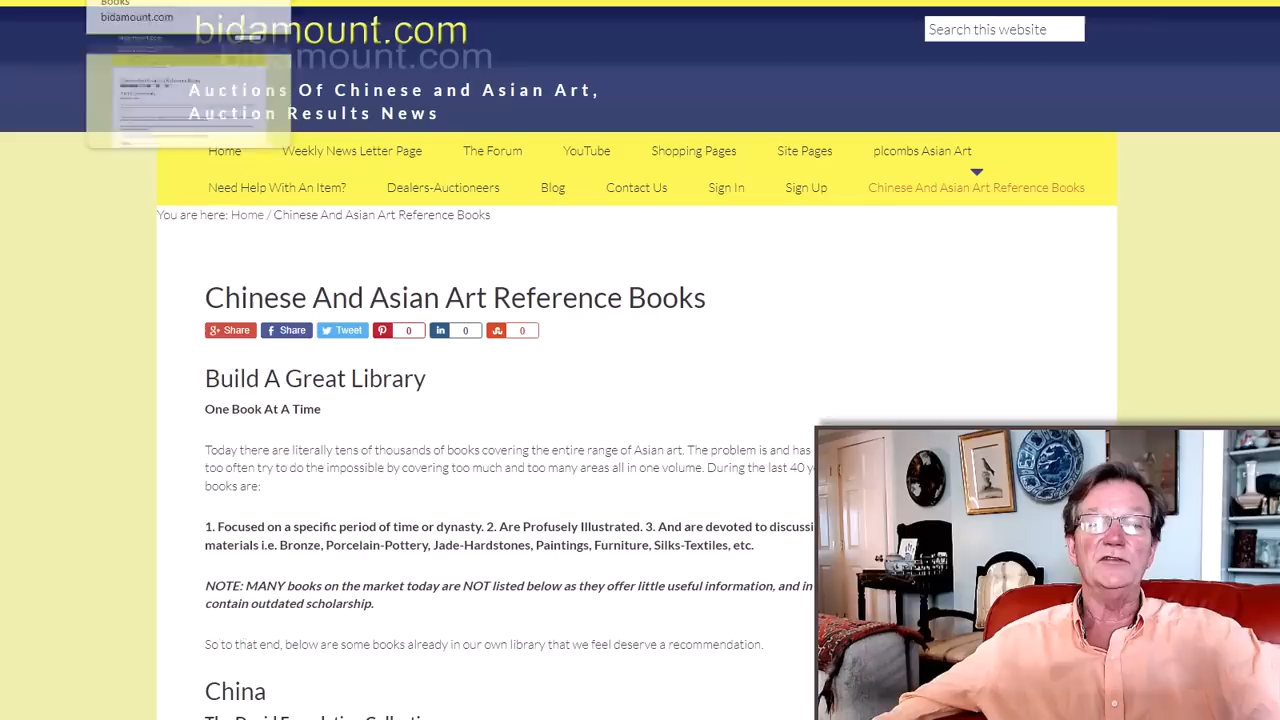 Books
bidamount.com
bidamount.com
amount.com
Search this website
Auctions Of Chinese and Asian Art,
Auction Results News
Home Weekly News Letter Page The Forum YouTube Shopping Pages Site Pages plcombs Asian Art
Need Help With An Item? Dealers-Auctioneers Blog Contact Us Sign In Sign Up Chinese And Asian Art Reference Books
You are here: Home / Chinese And Asian Art Reference Books
Chinese And Asian Art Reference Books
Share Share Tweet 0 0 0
Build A Great Library
One Book At A Time
Today there are literally tens of thousands of books covering the entire range of Asian art. The problem is and has
too often try to do the impossible by covering too much and too many areas all in one volume. During the last 40
books are:
1. Focused on a specific period of time or dynasty. 2. Are Profusely Illustrated. 3. And are devoted to
materials i.e. Bronze, Porcelain-Pottery, Jade-Hardstones, Paintings, Furniture, Silks-Textiles, etc.
NOTE: MANY books on the market today are NOT listed below as they offer little useful information, and in
contain outdated scholarship.
So to that end, below are some books already in our own library that we feel deserve a recommendation.
China